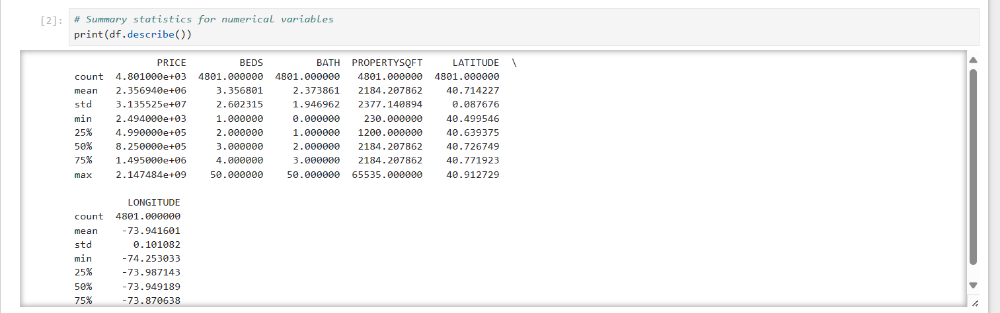 [2]: # Summary statistics for numerical variables
print(df.describe())
PRICE BEDS BATH PROPERTYSQFT LATITUDE \
count 4.801000e+03 4801.000000 4801.000000 4801.000000 4801.000000
mean 2.356940e+06 3.356801 2.373861 2184.207862 40.714227
std 3.135525e+07 2.602315 1.946962 2377.140894 0.087676
min 2.494000e+03 1.000000 0.000000 230.000000 40.499546
25% 4.990000e+05 2.000000 1.000000 1200.000000 40.639375
50% 8.250000e+05 3.000000 2.000000 2184.207862 40.726749
75% 1.495000e+06 4.000000 3.000000 2184.207862 40.771923
max 2.147484e+09 50.000000 50.000000 65535.000000 40.912729
LONGITUDE
count 4801.000000
mean -73.941601
std 0.101082
min -74.253033
25% -73.987143
50% -73.949189
75% -73.870638